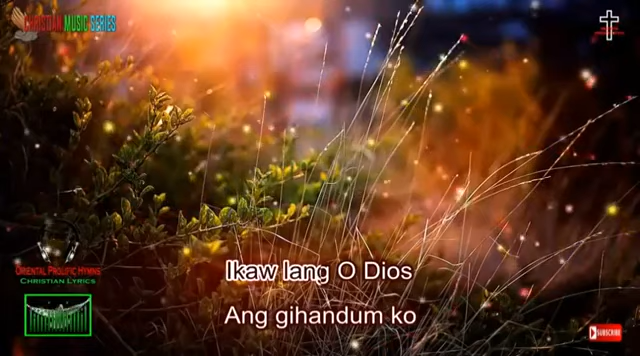 CHRISTIAN MUSIC SERIES
Ikaw lang O Dios
Ang gihandum ko
ORIENTAL PROLIFIC HYMNS
CHRISTIAN LYRICS
SUBSCRIBE